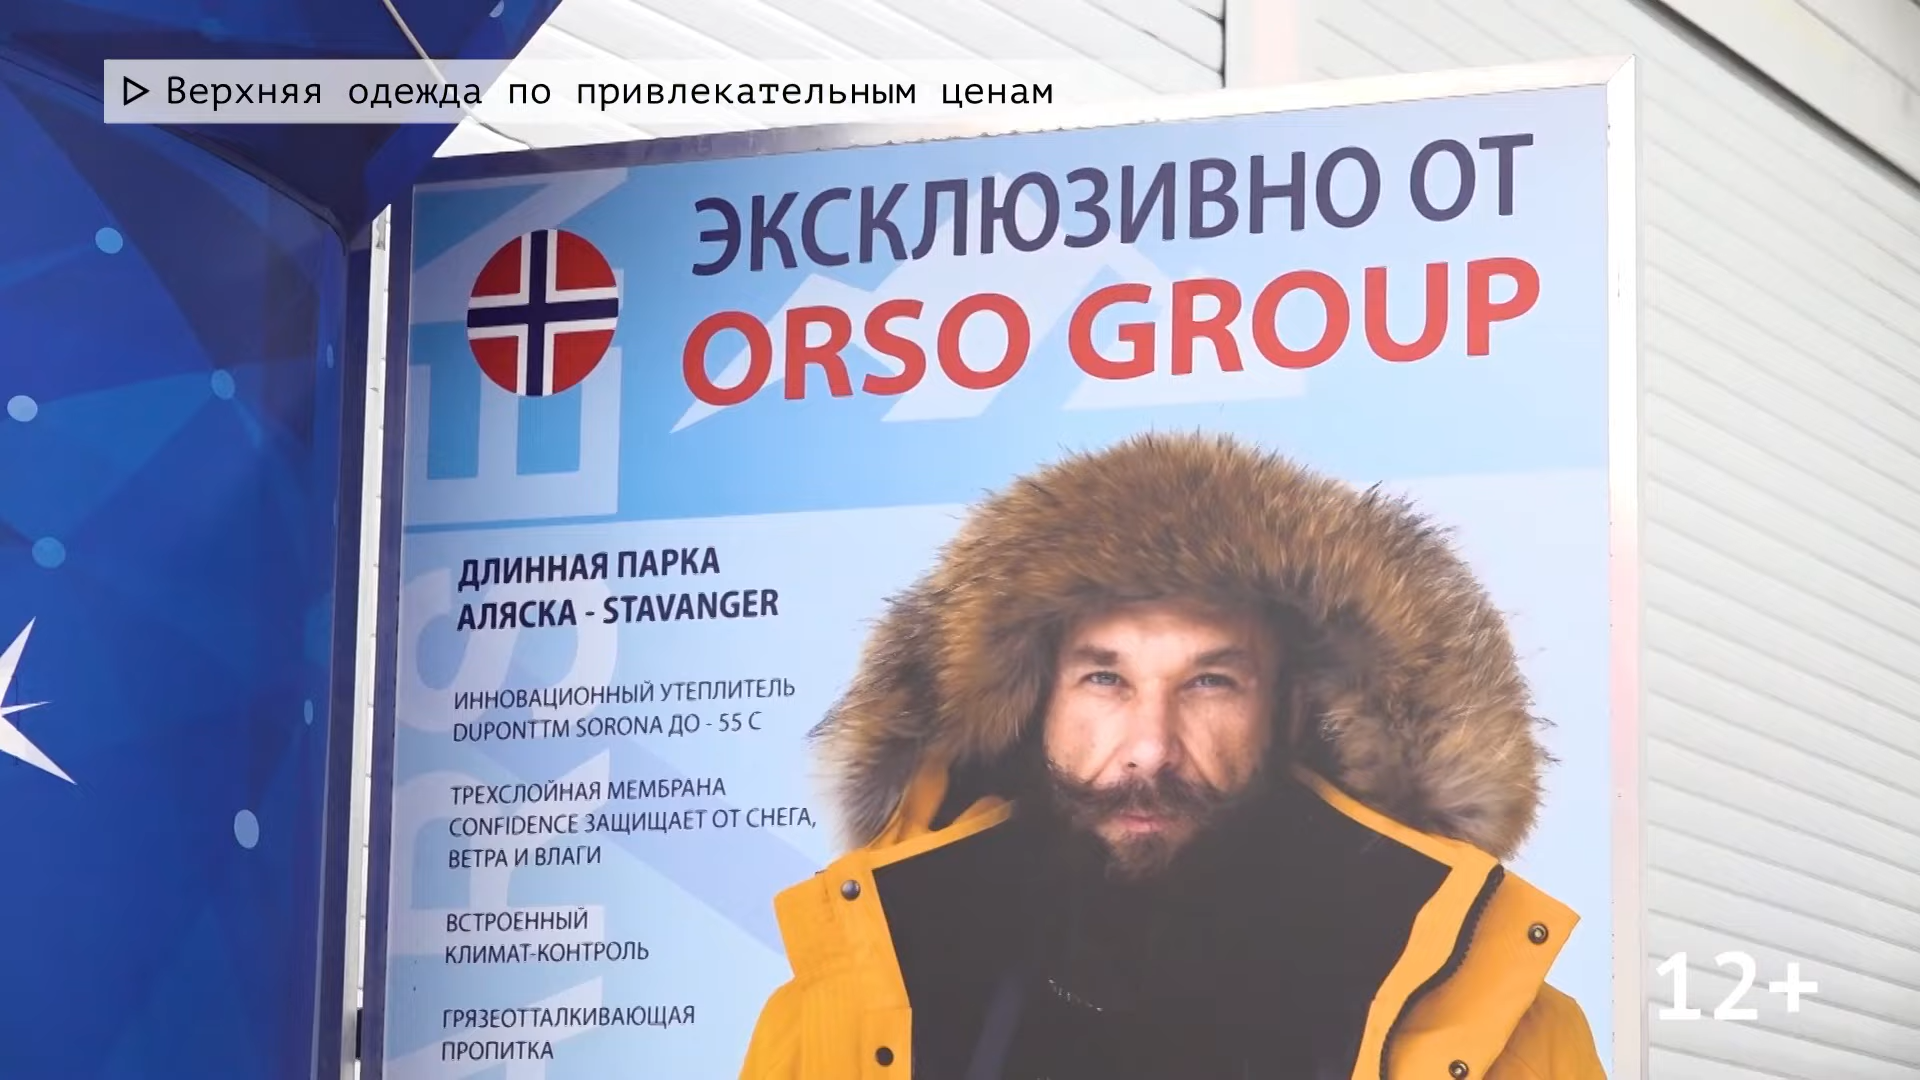 Верхняя одежда по привлекательным ценам
ЭКСКЛЮЗИВНО ОТ
ORSO GROUP
ДЛИННАЯ ПАРКА
АЛЯСКА - STAVANGER
ИННОВАЦИОННЫЙ УТЕПЛИТЕЛЬ
DUPONTTM SORONA ДО - 55 С
ТРЕХСЛОЙНАЯ МЕМБРАНА
CONFIDENCE ЗАЩИЩАЕТ ОТ СНЕГА,
ВЕТРА И ВЛАГИ
ВСТРОЕННЫЙ
КЛИМАТ-КОНТРОЛЬ
ГРЯЗЕОТТАЛКИВАЮЩАЯ
ПРОПИТКА
12+